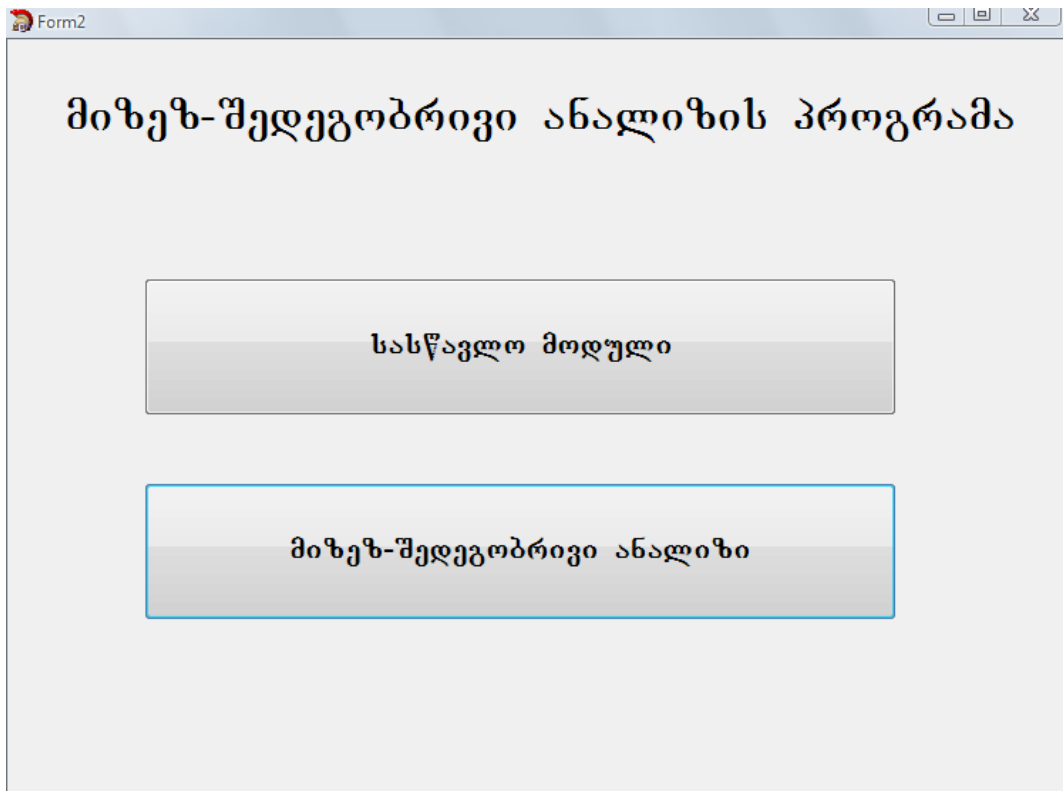 Form2
მიზეზ-შედეგობრივი ანალიზის პროგრამა
სასწავლო მოდული
მიზეზ-შედეგობრივი ანალიზი